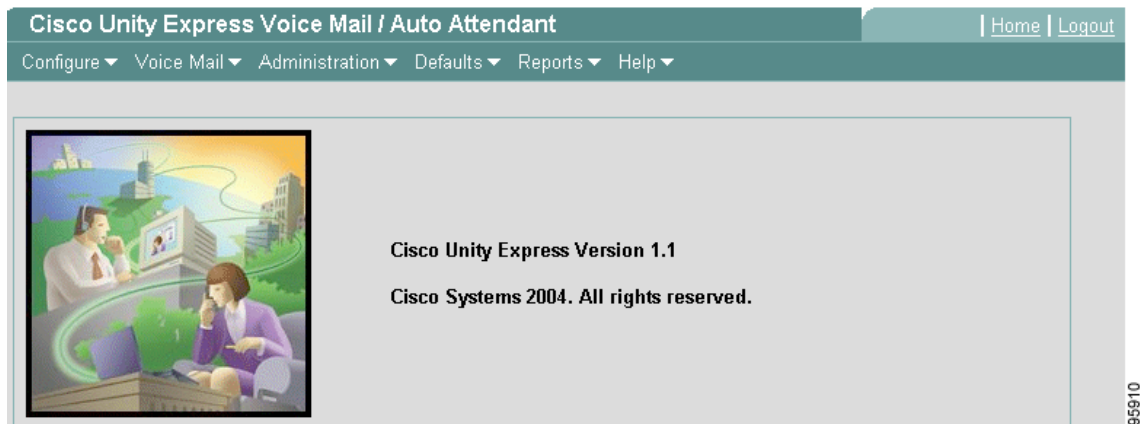 Cisco Unity Express Voice Mail / Auto Attendant
Home Logout
Configure Voice Mail Administration Defaults Reports Help
Cisco Unity Express Version 1.1
Cisco Systems 2004. All rights reserved.
95910